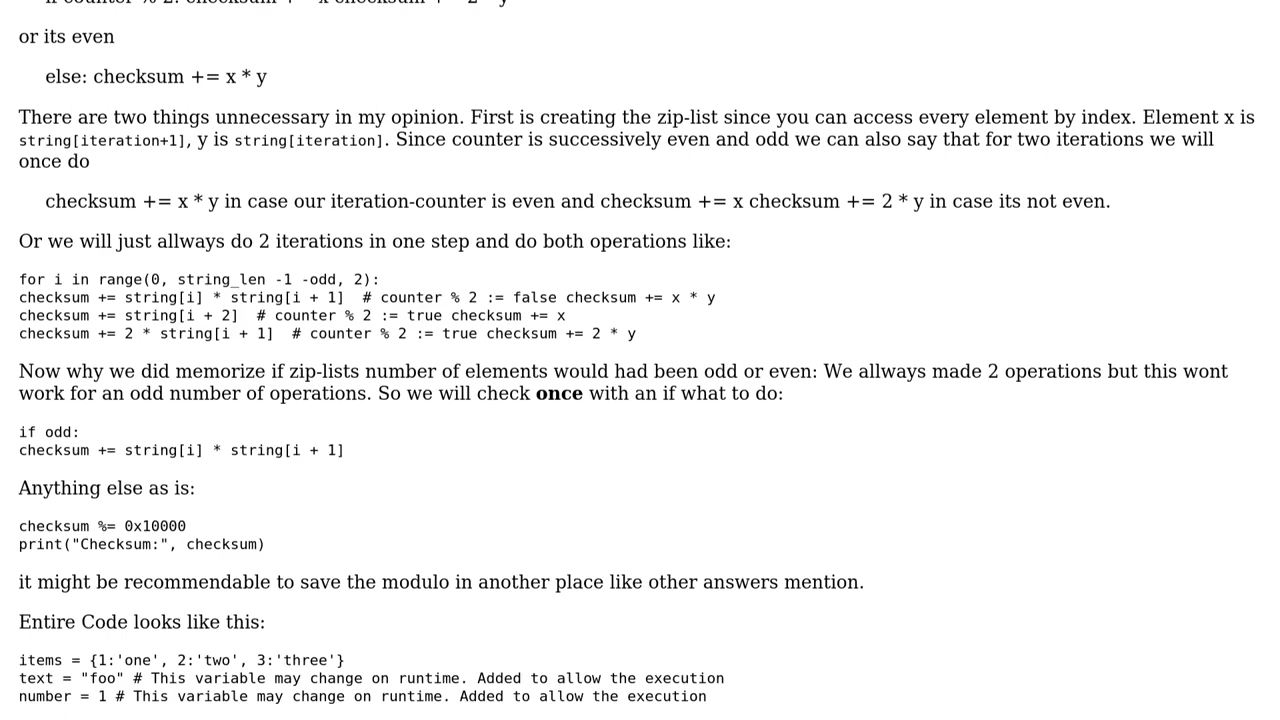 or its even
else: checksum += x * y
There are two things unnecessary in my opinion. First is creating the zip-list since you can access every element by index. Element x is
string[iteration+1], y is string[iteration]. Since counter is successively even and odd we can also say that for two iterations we will
once do
checksum += x * y in case our iteration-counter is even and checksum += x checksum += 2 * y in case its not even.
Or we will just allways do 2 iterations in one step and do both operations like:
for i in range(0, string_len -1 -odd, 2):
checksum += string[i] * string[i + 1]  # counter % 2 := false checksum += x * y
checksum += string[i + 2]  # counter % 2 := true checksum += x
checksum += 2 * string[i + 1]  # counter % 2 := true checksum += 2 * y
Now why we did memorize if zip-lists number of elements would had been odd or even: We allways made 2 operations but this wont
work for an odd number of operations. So we will check once with an if what to do:
if odd:
checksum += string[i] * string[i + 1]
Anything else as is:
checksum %= 0x10000
print("Checksum:", checksum)
it might be recommendable to save the modulo in another place like other answers mention.
Entire Code looks like this:
items = {1:'one', 2:'two', 3:'three'}
text = "foo" # This variable may change on runtime. Added to allow the execution
number = 1 # This variable may change on runtime. Added to allow the execution